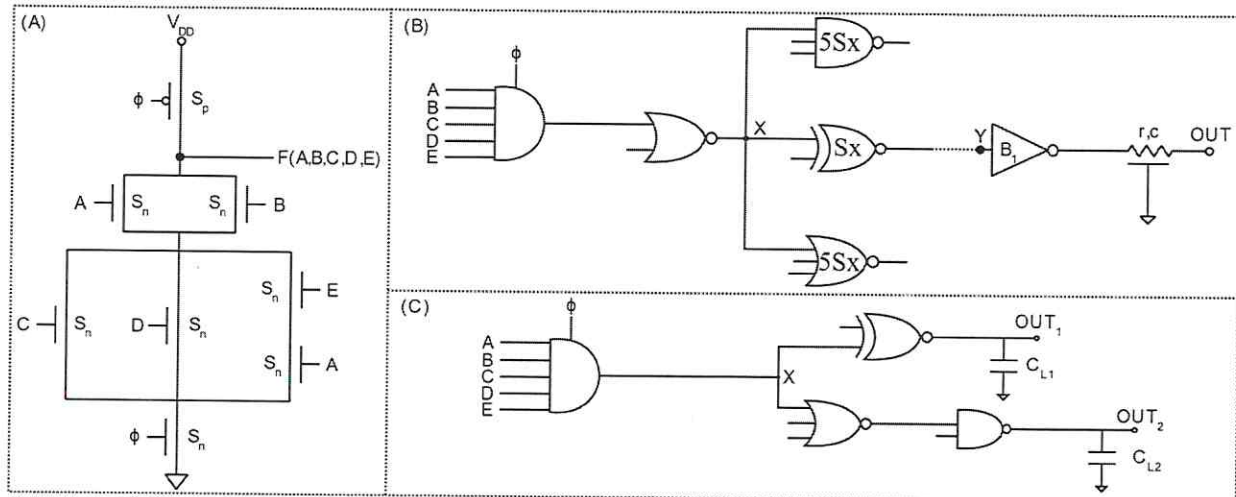 (A)
V_DD
ϕ S_p
F(A,B,C,D,E)
A S_n S_n B
S_n E
C S_n D S_n
S_n A
ϕ S_n
(B)
5Sx
ϕ
A
B
C
D
E
X
Sx
Y
B_1
r,c
OUT
5Sx
(C)
ϕ
A
B
C
D
E
X
OUT_1
C_L1
OUT_2
C_L2